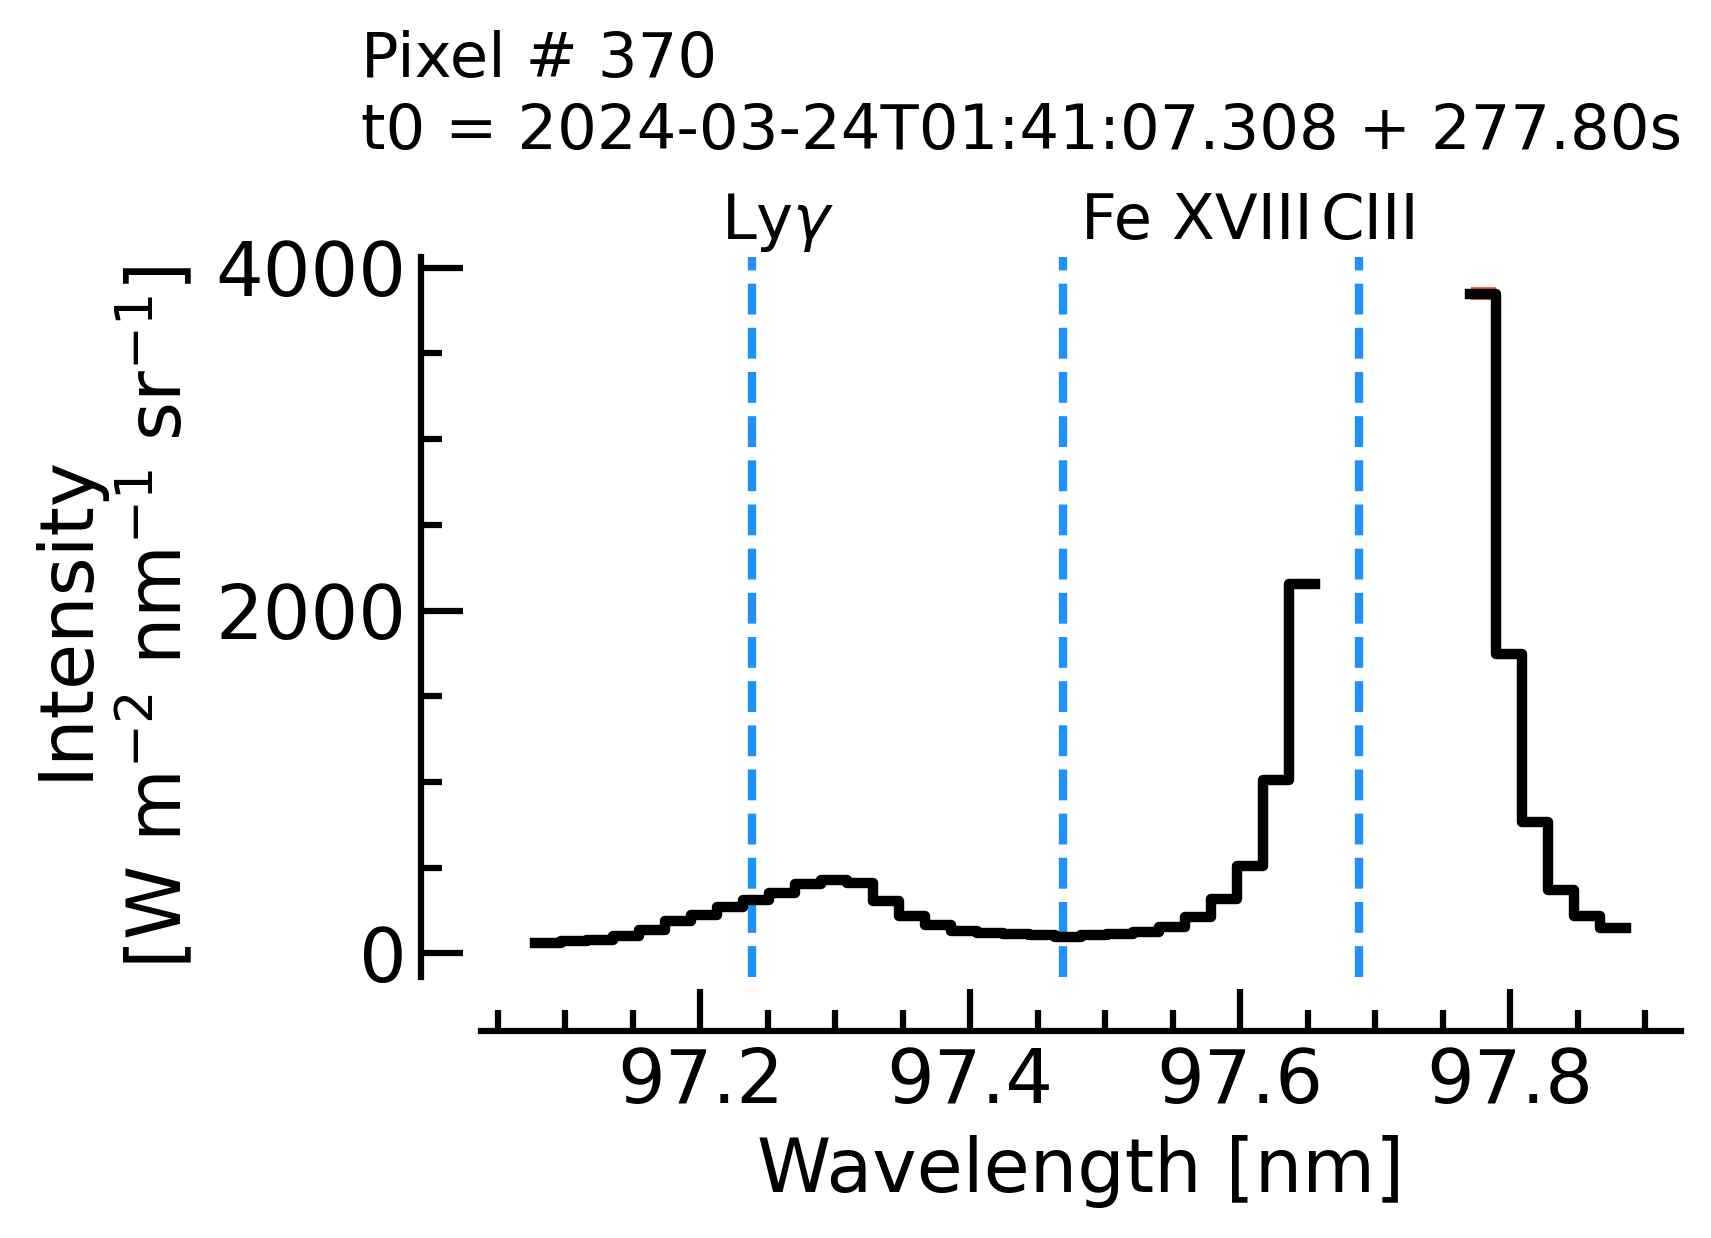 Pixel # 370
t0 = 2024-03-24T01:41:07.308 + 277.80s
Lyγ Fe XVIII CIII
4000
2000
0
Intensity
[W m⁻² nm⁻¹ sr⁻¹]
97.2 97.4 97.6 97.8
Wavelength [nm]